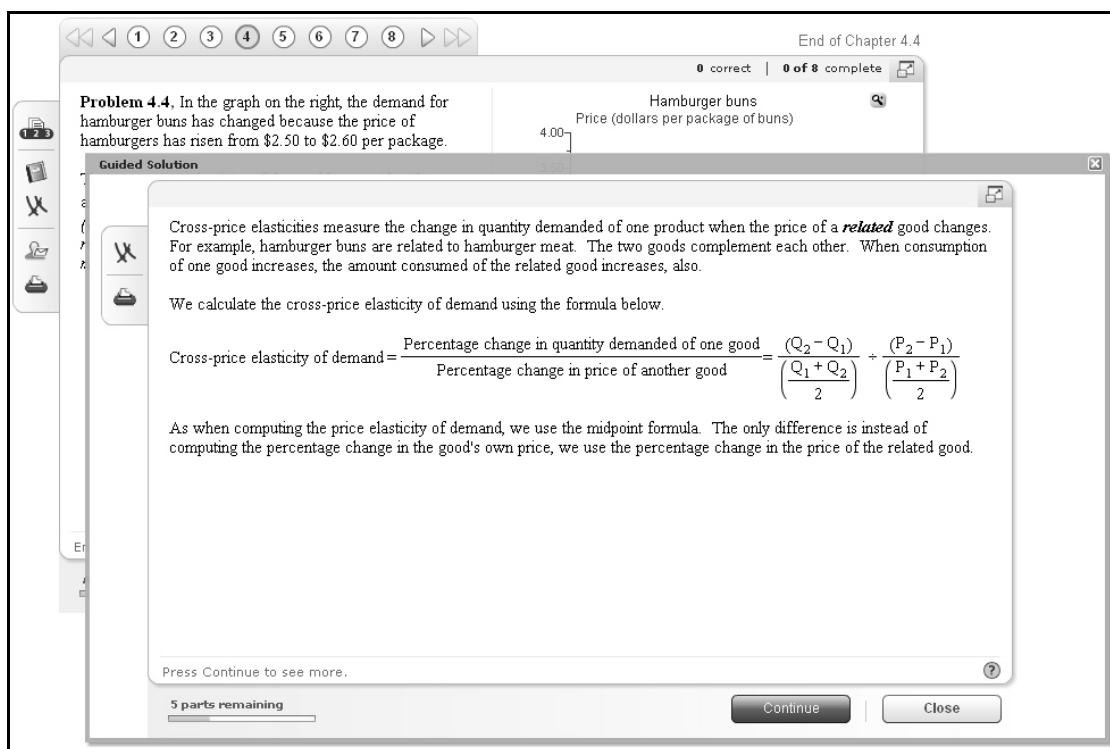 1 2 3 4 5 6 7 8
End of Chapter 4.4
0 correct | 0 of 8 complete
Problem 4.4, In the graph on the right, the demand for
hamburger buns has changed because the price of
hamburgers has risen from $2.50 to $2.60 per package.
Hamburger buns
Price (dollars per package of buns)
4.00
3.50
1 2 3
Guided Solution
Cross-price elasticities measure the change in quantity demanded of one product when the price of a related good changes.
For example, hamburger buns are related to hamburger meat. The two goods complement each other. When consumption
of one good increases, the amount consumed of the related good increases, also.
We calculate the cross-price elasticity of demand using the formula below.
Cross-price elasticity of demand = Percentage change in quantity demanded of one good / Percentage change in price of another good = (Q₂ − Q₁) / ((Q₁ + Q₂) / 2) ÷ (P₂ − P₁) / ((P₁ + P₂) / 2)
As when computing the price elasticity of demand, we use the midpoint formula. The only difference is instead of
computing the percentage change in the good's own price, we use the percentage change in the price of the related good.
Press Continue to see more.
?
5 parts remaining
Continue
Close